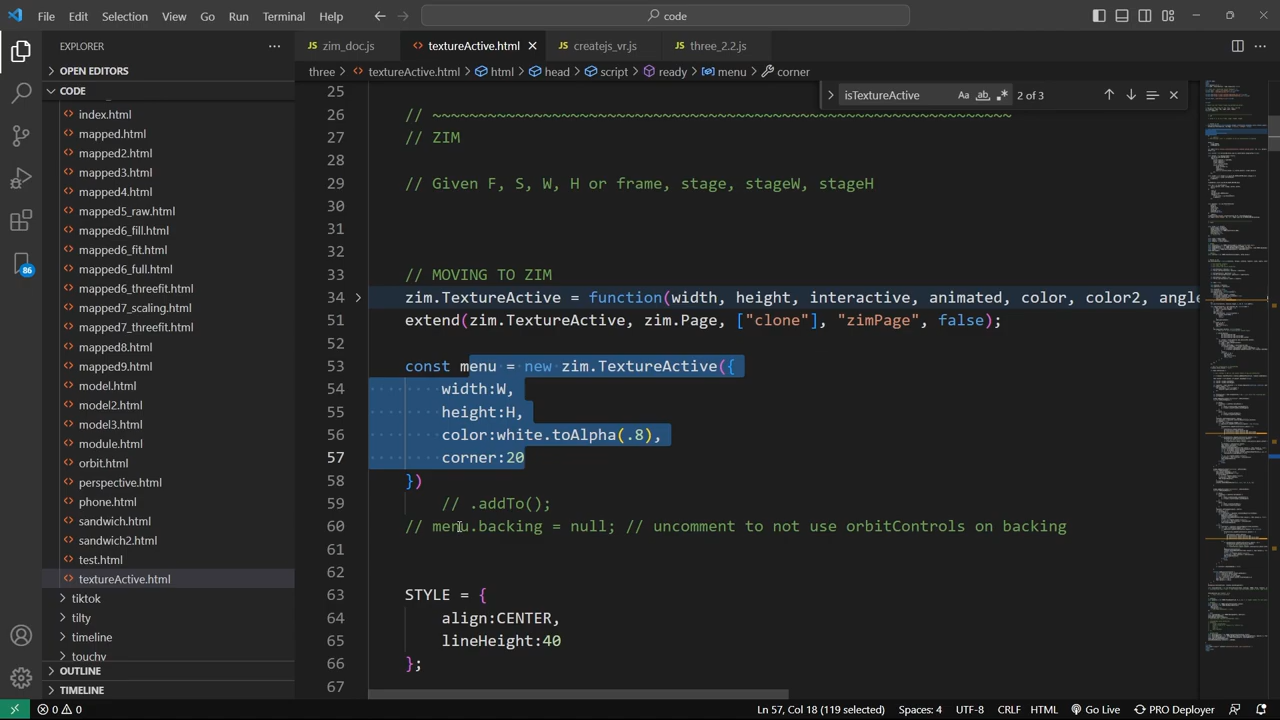 File Edit Selection View Go Run Terminal Help
code
EXPLORER
OPEN EDITORS
CODE
index.html
mapped.html
mapped2.html
mapped3.html
mapped4.html
mapped5_raw.html
mapped6_fill.html
mapped6_fit.html
mapped6_full.html
mapped6_threefit.html
mapped7_scaling.html
mapped7_threefit.html
mapped8.html
mapped9.html
model.html
model2.html
model3.html
module.html
orbit.html
perspective.html
phone.html
sandwich.html
sandwich2.html
test.html
textureActive.html
tiktok
tilty
timeline
touchy
OUTLINE
TIMELINE
86
zim_doc.js
textureActive.html
createjs_vr.js
three_2.2.js
three > textureActive.html > html > head > script > ready > menu > corner
isTextureActive Aa ab 2 of 3
25
26 // ~~~~~~~~~~~~~~~~~~~~~~~~~~~~~~~~~~~~~~~~~~~~~~~~~~~~~~~~~~~~~~
27 // ZIM
28
29 // Given F, S, W, H or frame, stage, stageW, stageH
30
31
32
33 // MOVING TO ZIM
34 zim.TextureActive = function(width, height, interactive, animated, color, color2, angle
51 extend(zim.TextureActive, zim.Page, ["clone"], "zimPage", false);
52
53 const menu = new zim.TextureActive({
54 width:W,
55 height:H,
56 color:white.toAlpha(.8),
57 corner:20
58 })
59 // .addTo()
60 // menu.backing = null; // uncomment to not use orbitControls on backing
61
62
63 STYLE = {
64 align:CENTER,
65 lineHeight:40
66 };
67
0 0 Ln 57, Col 18 (119 selected) Spaces: 4 UTF-8 CRLF HTML Go Live PRO Deployer